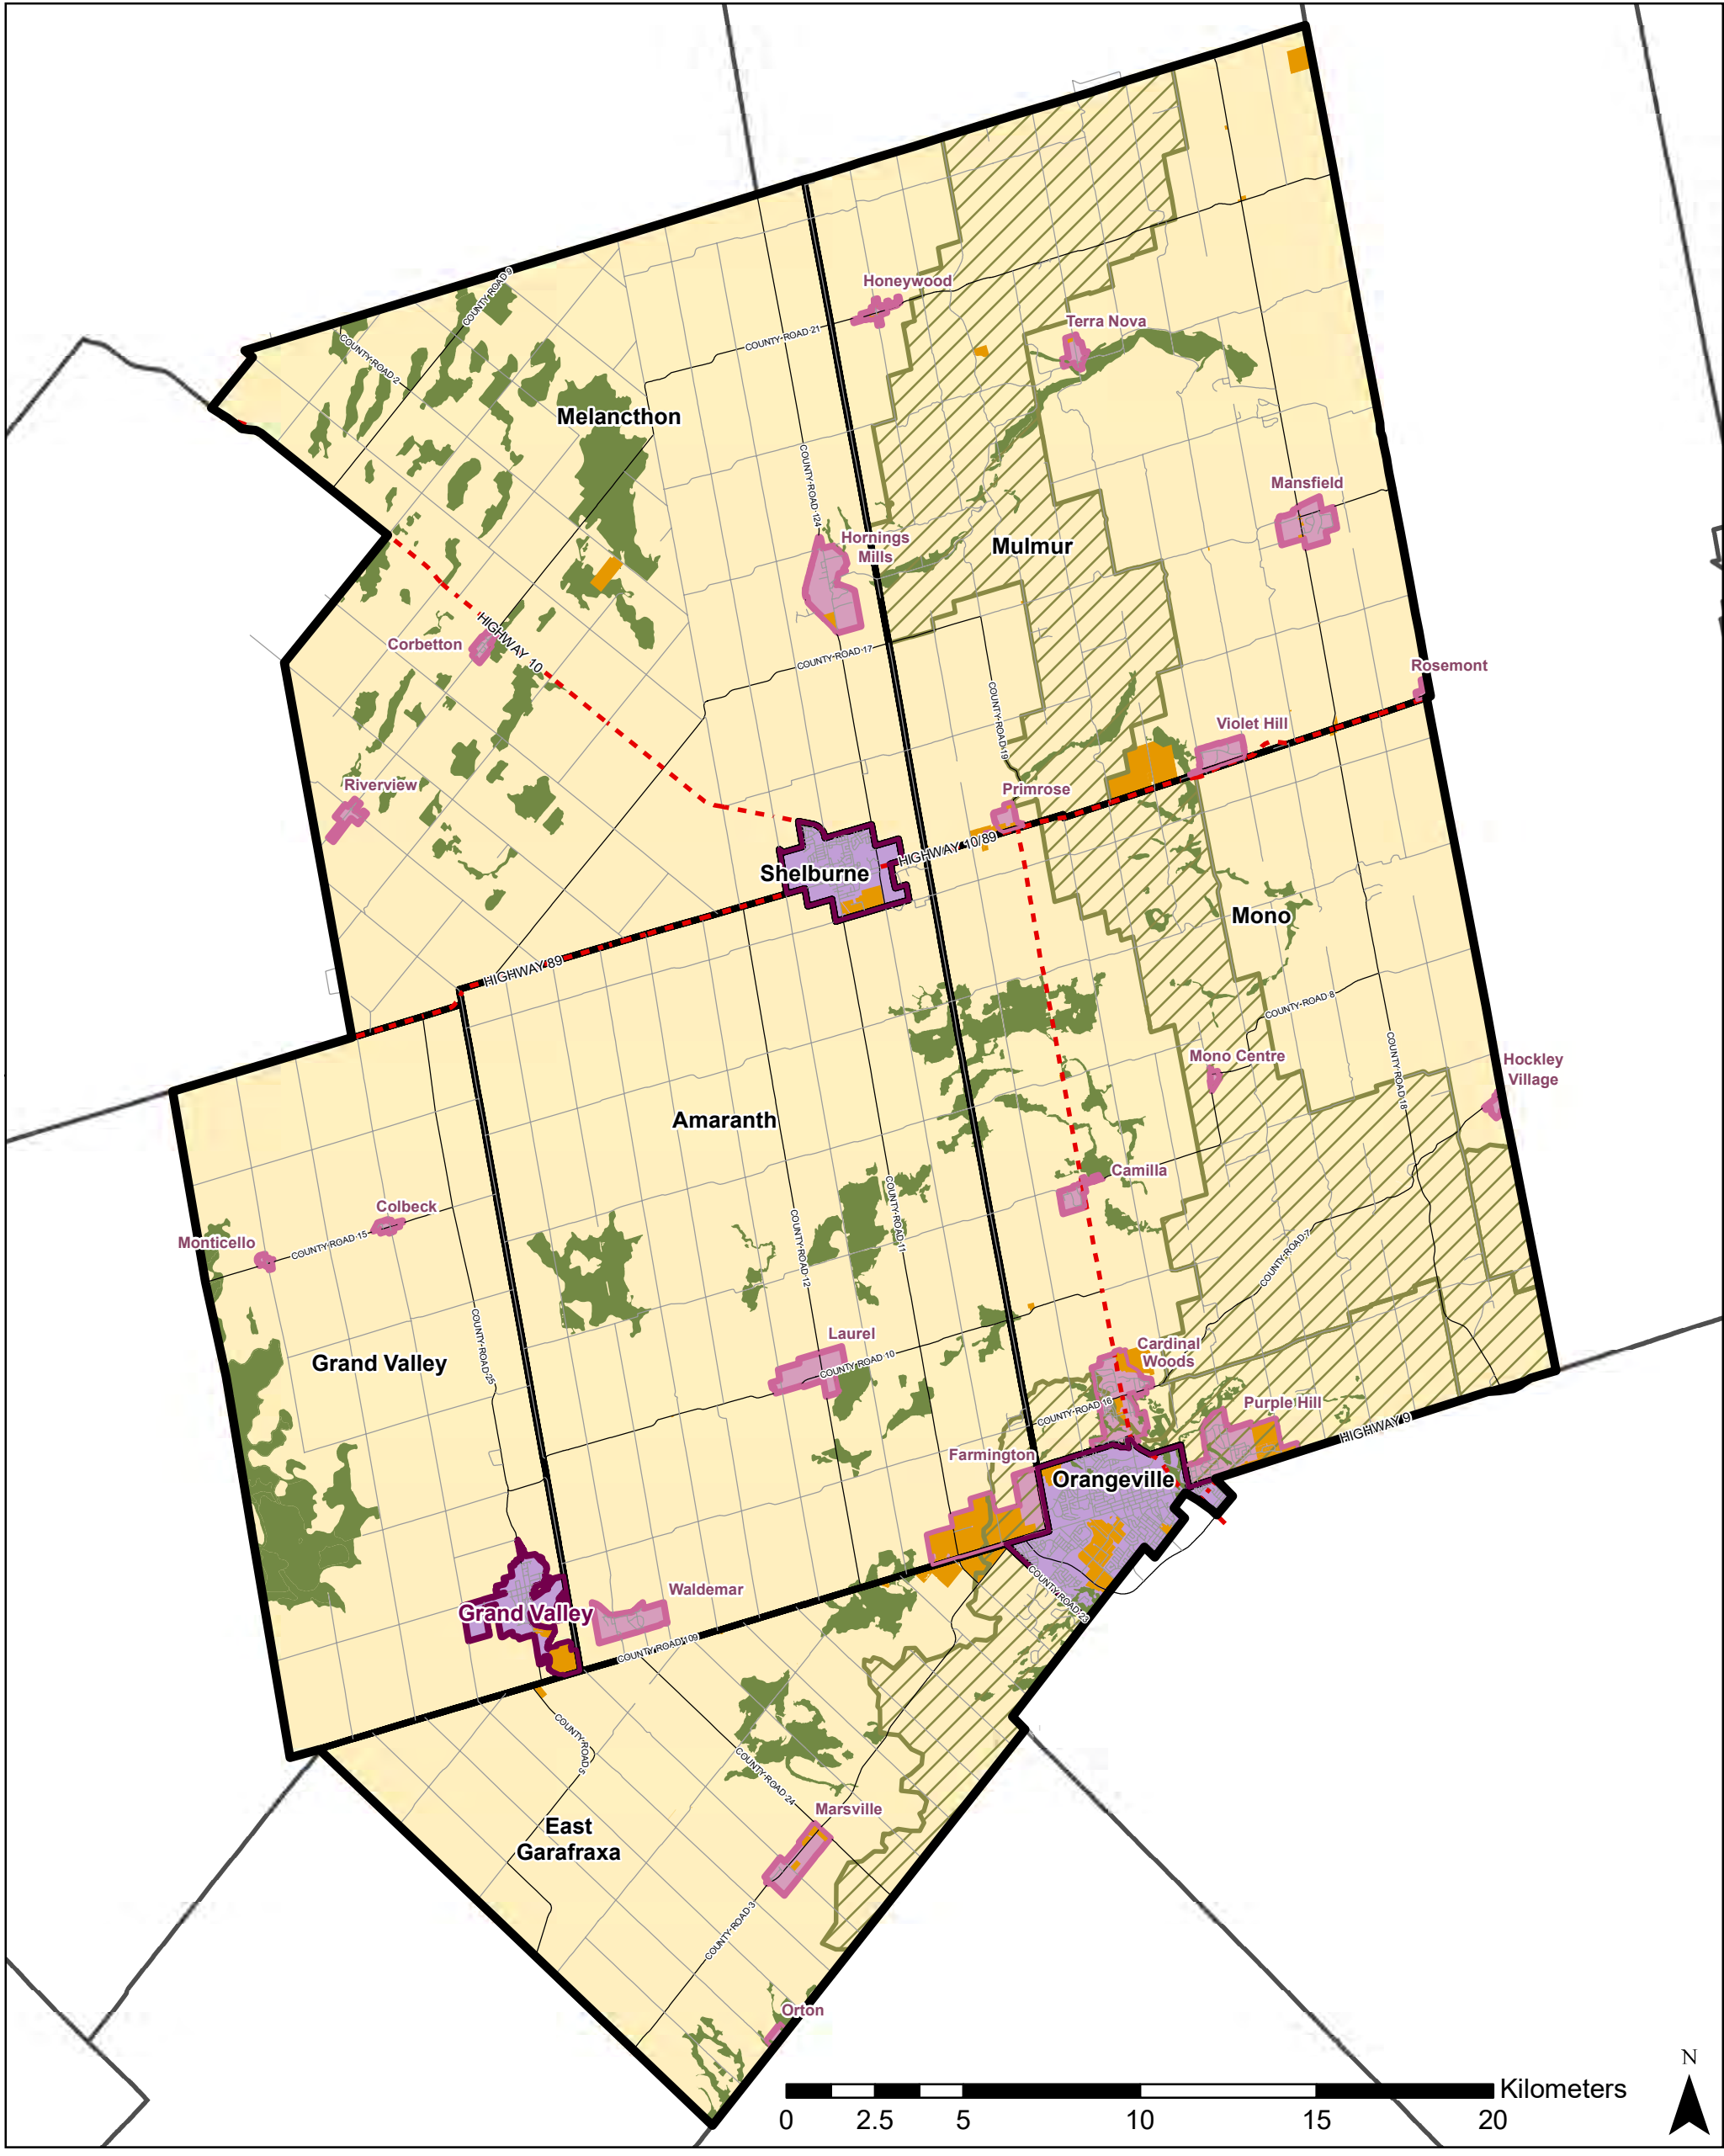 COUNTY ROAD 9
Honeywood
Terra Nova
COUNTY ROAD 21
COUNTY ROAD 2
Melancthon
COUNTY ROAD 124
Mansfield
Hornings
Mills
Mulmur
HIGHWAY 10
Corbetton
COUNTY ROAD 17
Rosemont
COUNTY ROAD 19
Violet Hill
Riverview
Primrose
HIGHWAY 10/89
Shelburne
Mono
HIGHWAY 89
COUNTY ROAD 8
COUNTY ROAD 18
Mono Centre
Hockley
Village
Amaranth
Camilla
COUNTY ROAD 11
Colbeck
COUNTY ROAD 12
Monticello
COUNTY ROAD 15
COUNTY ROAD 7
Laurel
COUNTY ROAD 25
Grand Valley
COUNTY ROAD 10
Cardinal
Woods
COUNTY ROAD 16
Purple Hill
HIGHWAY 9
Farmington
Orangeville
Waldemar
COUNTY ROAD 23
Grand Valley
COUNTY ROAD 109
COUNTY ROAD 5
COUNTY ROAD 24
Marsville
East
Garafraxa
COUNTY ROAD 3
Orton
N
Kilometers
0 2.5 5 10 15 20